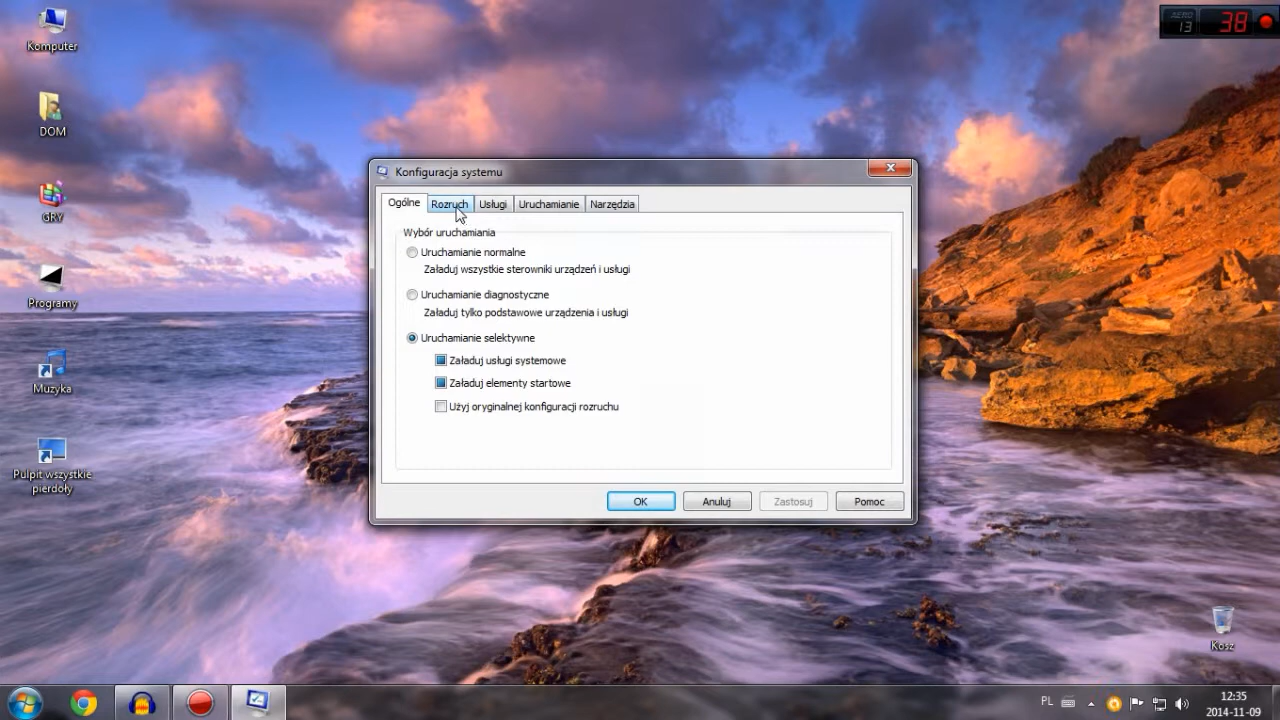 Komputer
DOM
GRY
Programy
Muzyka
Pulpit wszystkie
pierdoły
13
38
Konfiguracja systemu
Ogólne
Rozruch
Usługi
Uruchamianie
Narzędzia
Wybór uruchamiania
Uruchamianie normalne
Załaduj wszystkie sterowniki urządzeń i usługi
Uruchamianie diagnostyczne
Załaduj tylko podstawowe urządzenia i usługi
Uruchamianie selektywne
Załaduj usługi systemowe
Załaduj elementy startowe
Użyj oryginalnej konfiguracji rozruchu
OK
Anuluj
Zastosuj
Pomoc
Kosz
PL
12:35
2014-11-09